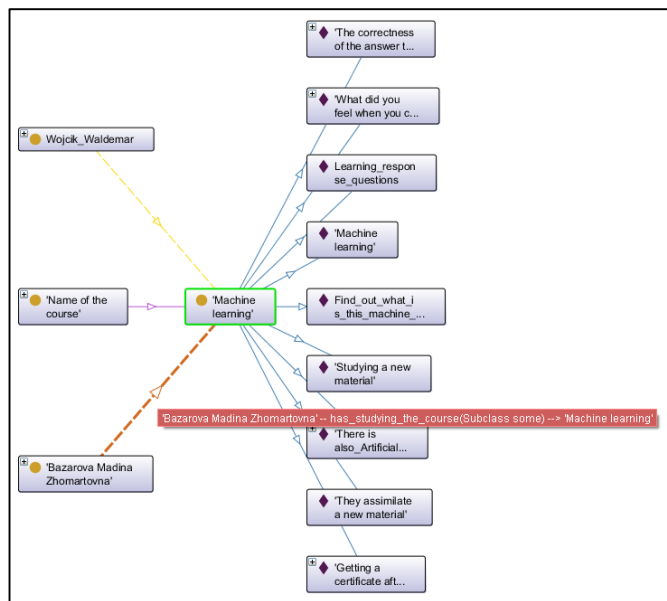 'The correctness
of the answer t...
'What did you
feel when you c...
Wojcik_Waldemar
Learning_respon
se_questions
'Machine
learning'
'Name of the
course'
'Machine
learning'
Find_out_what_i
s_this_machine_...
'Studying a new
material'
'Bazarova Madina Zhomartovna' -- has_studying_the_course(Subclass some) --> 'Machine learning'
'There is
also_Artificial...
'Bazarova Madina
Zhomartovna'
'They assimilate
a new material'
'Getting a
certificate aft...